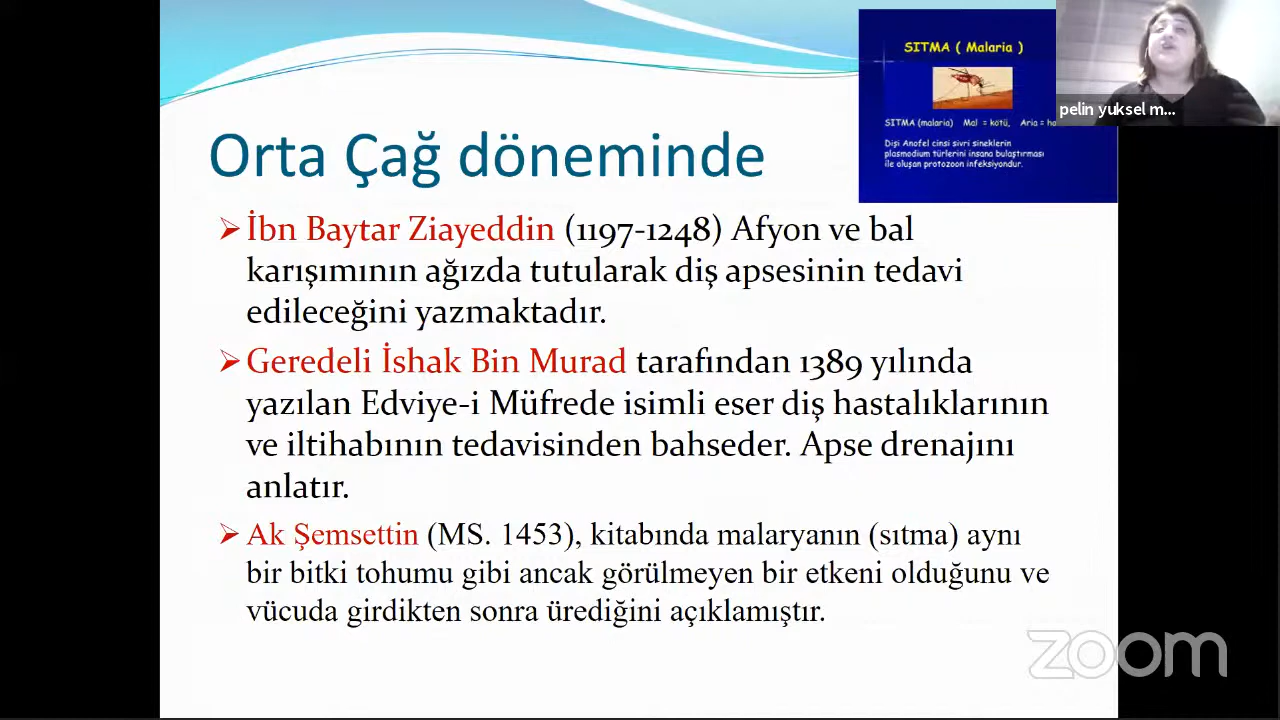 SITMA ( Malaria )
SITMA (malaria) Mal = kötü, Aria = ha
Dişi Anofel cinsi sivri sineklerin
plasmodium türlerini insana bulaştırması
ile oluşan protozoon infeksiyondur.
pelin yuksel m...
Orta Çağ döneminde
➢ İbn Baytar Ziayeddin (1197-1248) Afyon ve bal
karışımının ağızda tutularak diş apsesinin tedavi
edileceğini yazmaktadır.
➢ Geredeli İshak Bin Murad tarafından 1389 yılında
yazılan Edviye-i Müfrede isimli eser diş hastalıklarının
ve iltihabının tedavisinden bahseder. Apse drenajını
anlatır.
➢ Ak Şemsettin (MS. 1453), kitabında malaryanın (sıtma) aynı
bir bitki tohumu gibi ancak görülmeyen bir etkeni olduğunu ve
vücuda girdikten sonra ürediğini açıklamıştır.
zoom